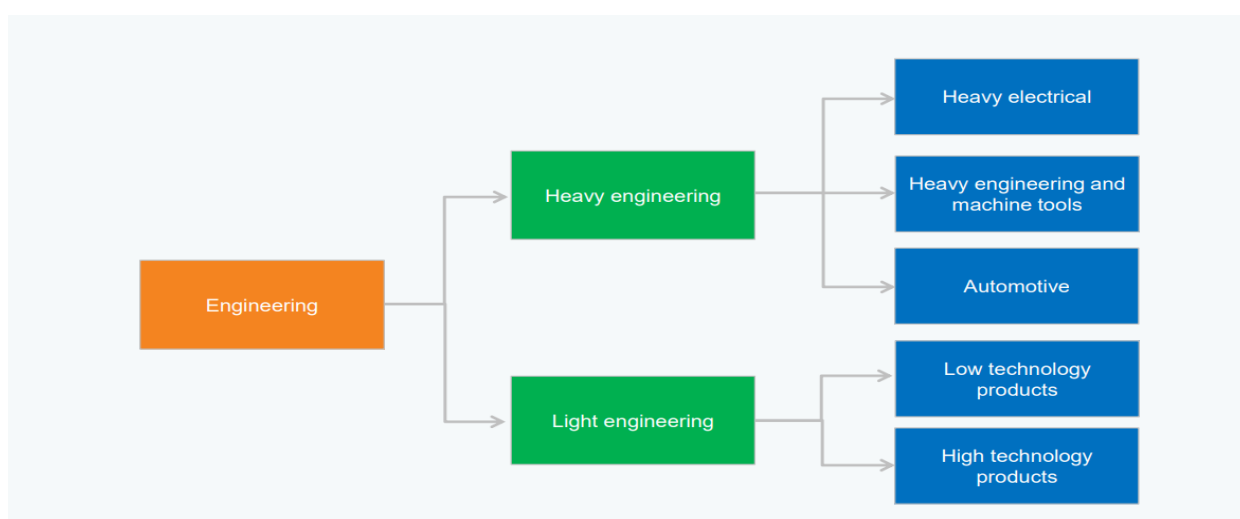 Engineering
Heavy engineering
Light engineering
Heavy electrical
Heavy engineering and
machine tools
Automotive
Low technology
products
High technology
products